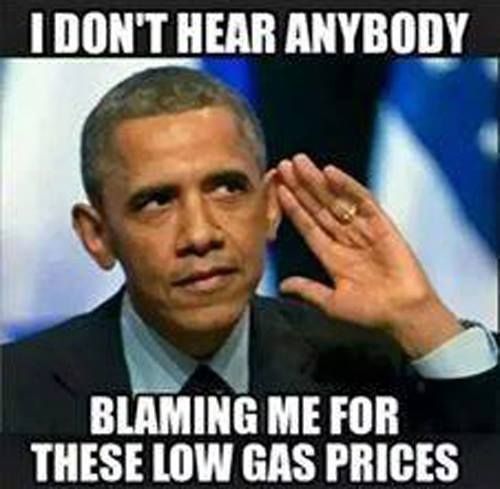 I DON'T HEAR ANYBODY
BLAMING ME FOR
THESE LOW GAS PRICES